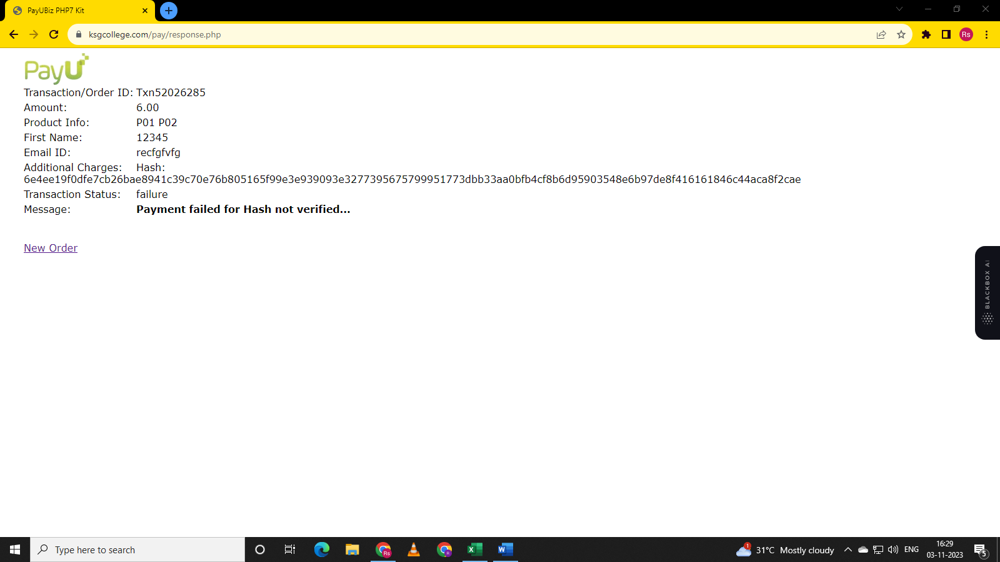 PayUBiz PHP7 Kit
ksgcollege.com/pay/response.php
Rs
PayU
Transaction/Order ID: Txn52026285
Amount: 6.00
Product Info: P01 P02
First Name: 12345
Email ID: recfgfvfg
Additional Charges: Hash:
6e4ee19f0dfe7cb26bae8941c39c70e76b805165f99e3e939093e3277395675799951773dbb33aa0bfb4cf8b6d95903548e6b97de8f416161846c44aca8f2cae
Transaction Status: failure
Message: Payment failed for Hash not verified...
New Order
BLACKBOX AI
Type here to search
Rs
R
X
W
1
31°C Mostly cloudy
ENG
16:29
03-11-2023
5